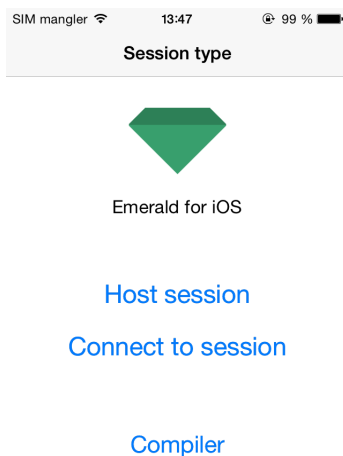 SIM mangler 13:47 99 %
Session type
Emerald for iOS
Host session
Connect to session
Compiler